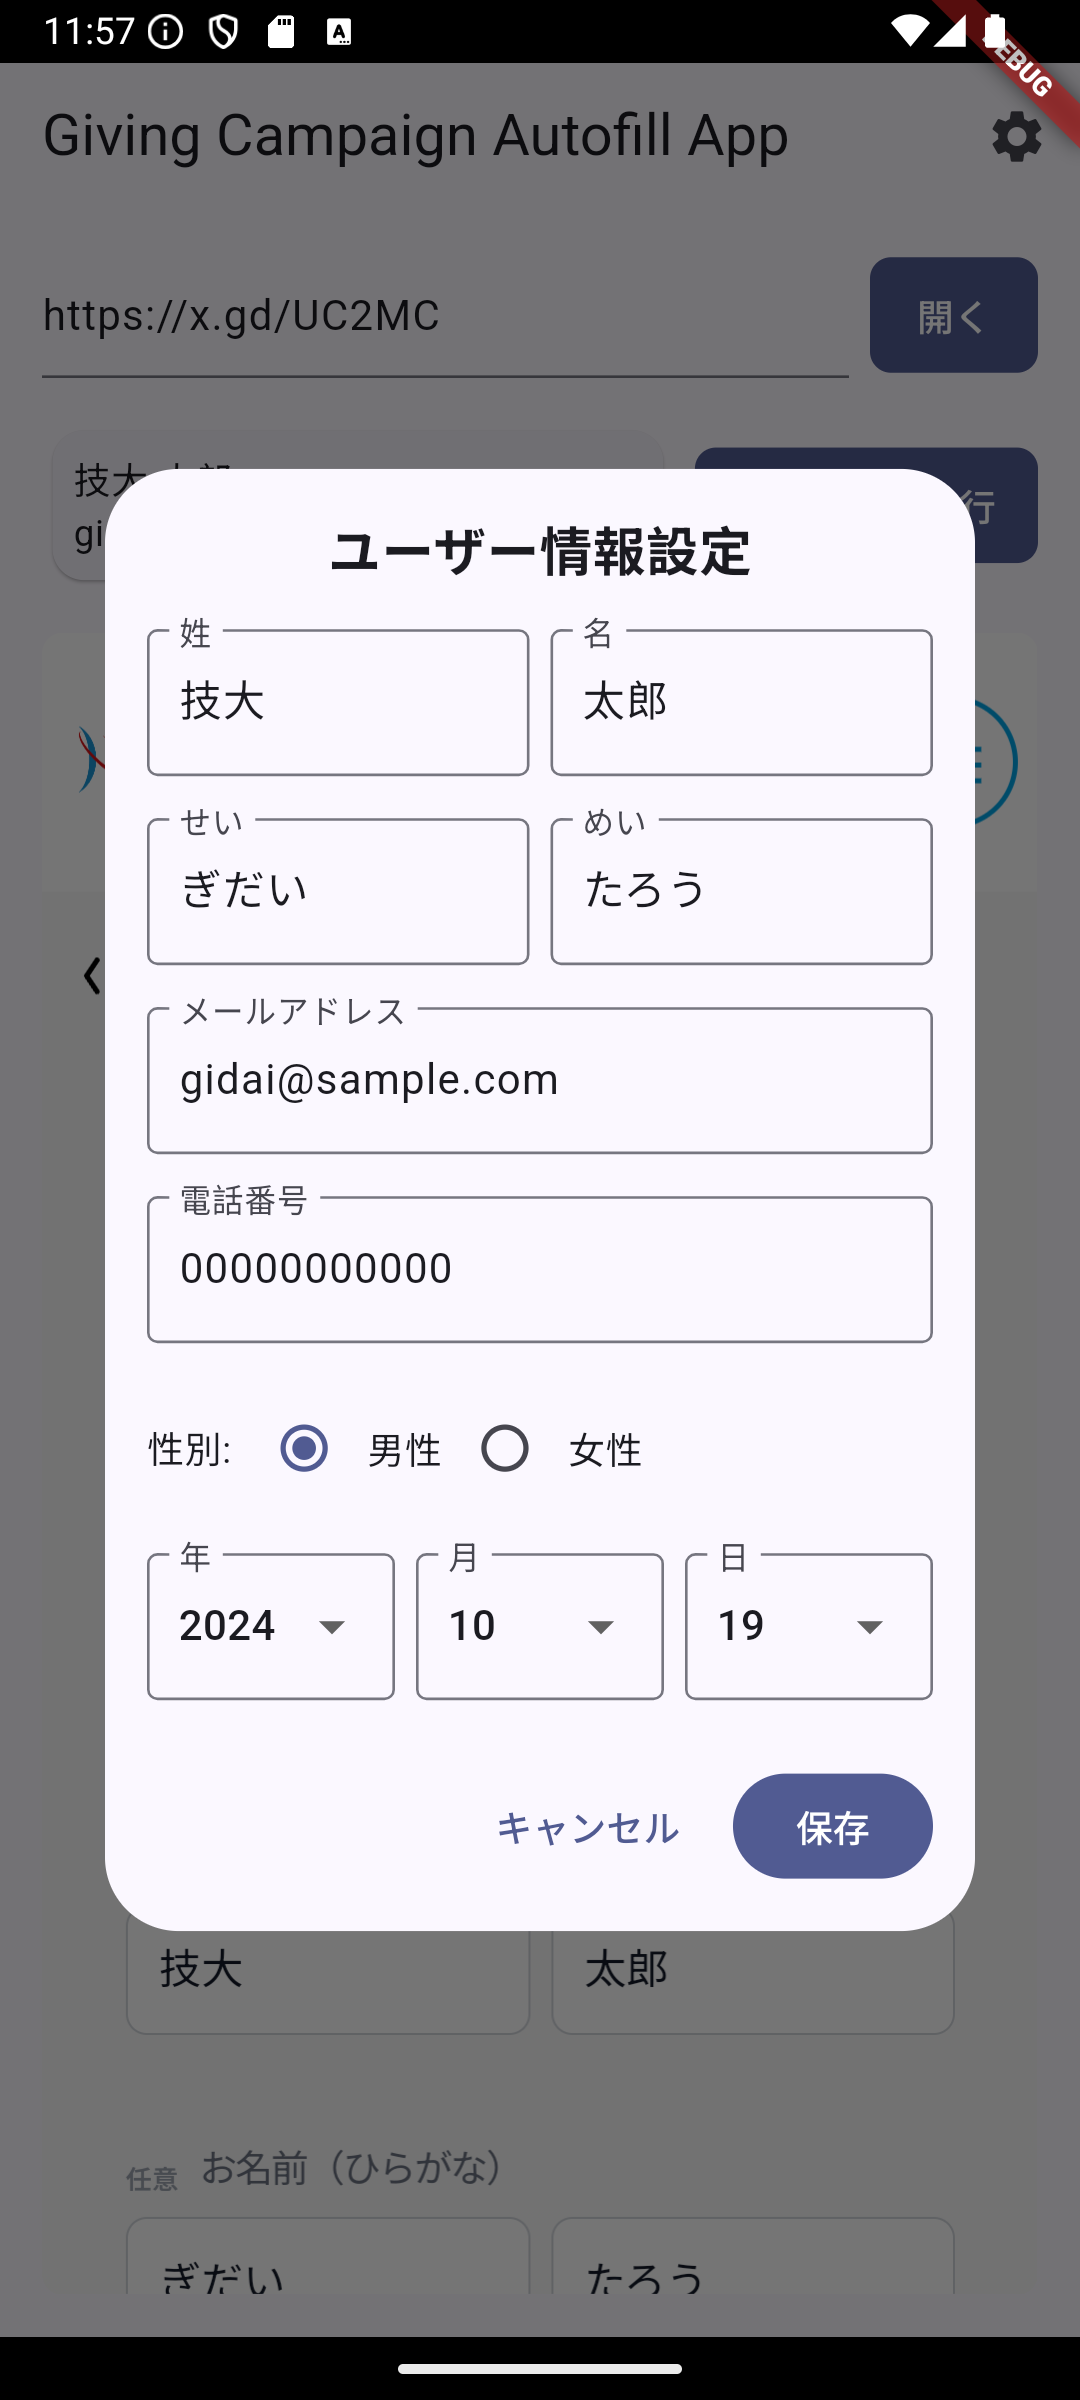 11:57
DEBUG
Giving Campaign Autofill App
https://x.gd/UC2MC
開く
技大 太郎
gi
行
ユーザー情報設定
姓 名
技大 太郎
せい めい
ぎだい たろう
メールアドレス
gidai@sample.com
電話番号
00000000000
性別: 男性 女性
年 月 日
2024 10 19
キャンセル 保存
技大 太郎
任意 お名前（ひらがな）
ぎだい たろう